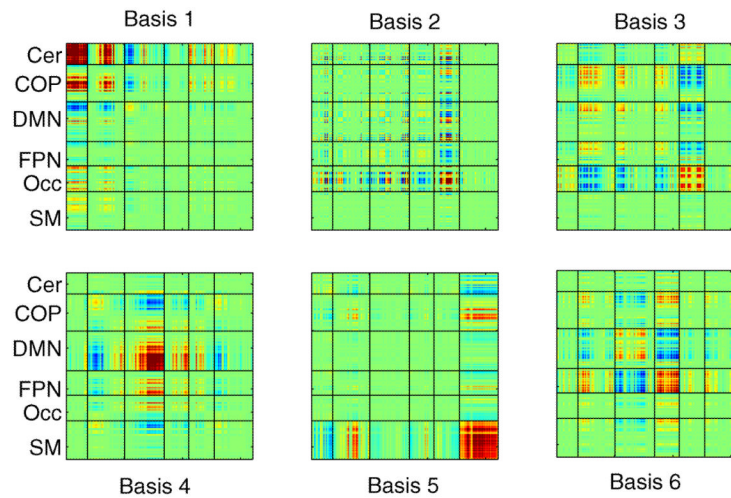 Basis 1
Basis 2
Basis 3
Cer
COP
DMN
FPN
Occ
SM
Cer
COP
DMN
FPN
Occ
SM
Basis 4
Basis 5
Basis 6